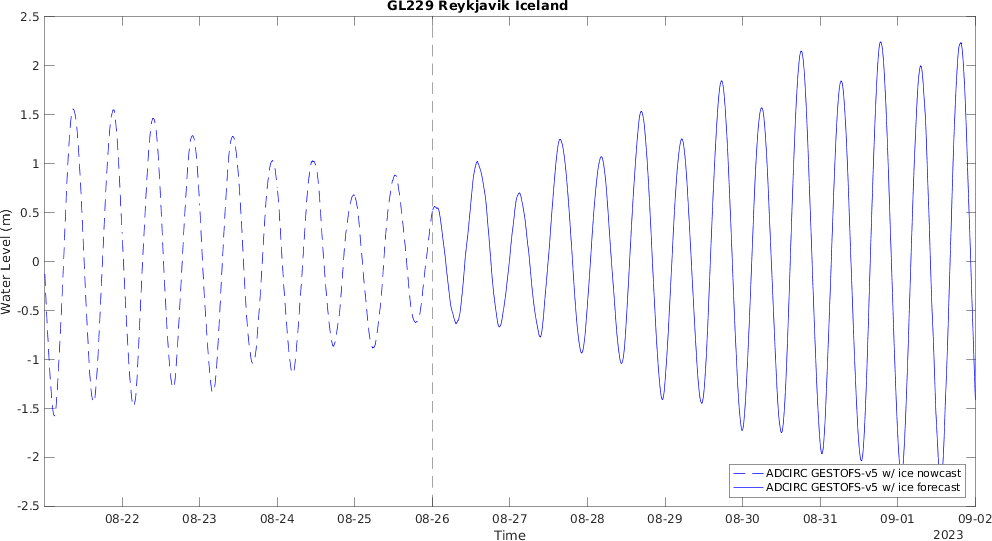 GL229 Reykjavik Iceland
2.5
2
1.5
1
0.5
0
-0.5
-1
-1.5
-2
-2.5
Water Level (m)
ADCIRC GESTOFS-v5 w/ ice nowcast
ADCIRC GESTOFS-v5 w/ ice forecast
08-22 08-23 08-24 08-25 08-26 08-27 08-28 08-29 08-30 08-31 09-01 09-02
Time 2023